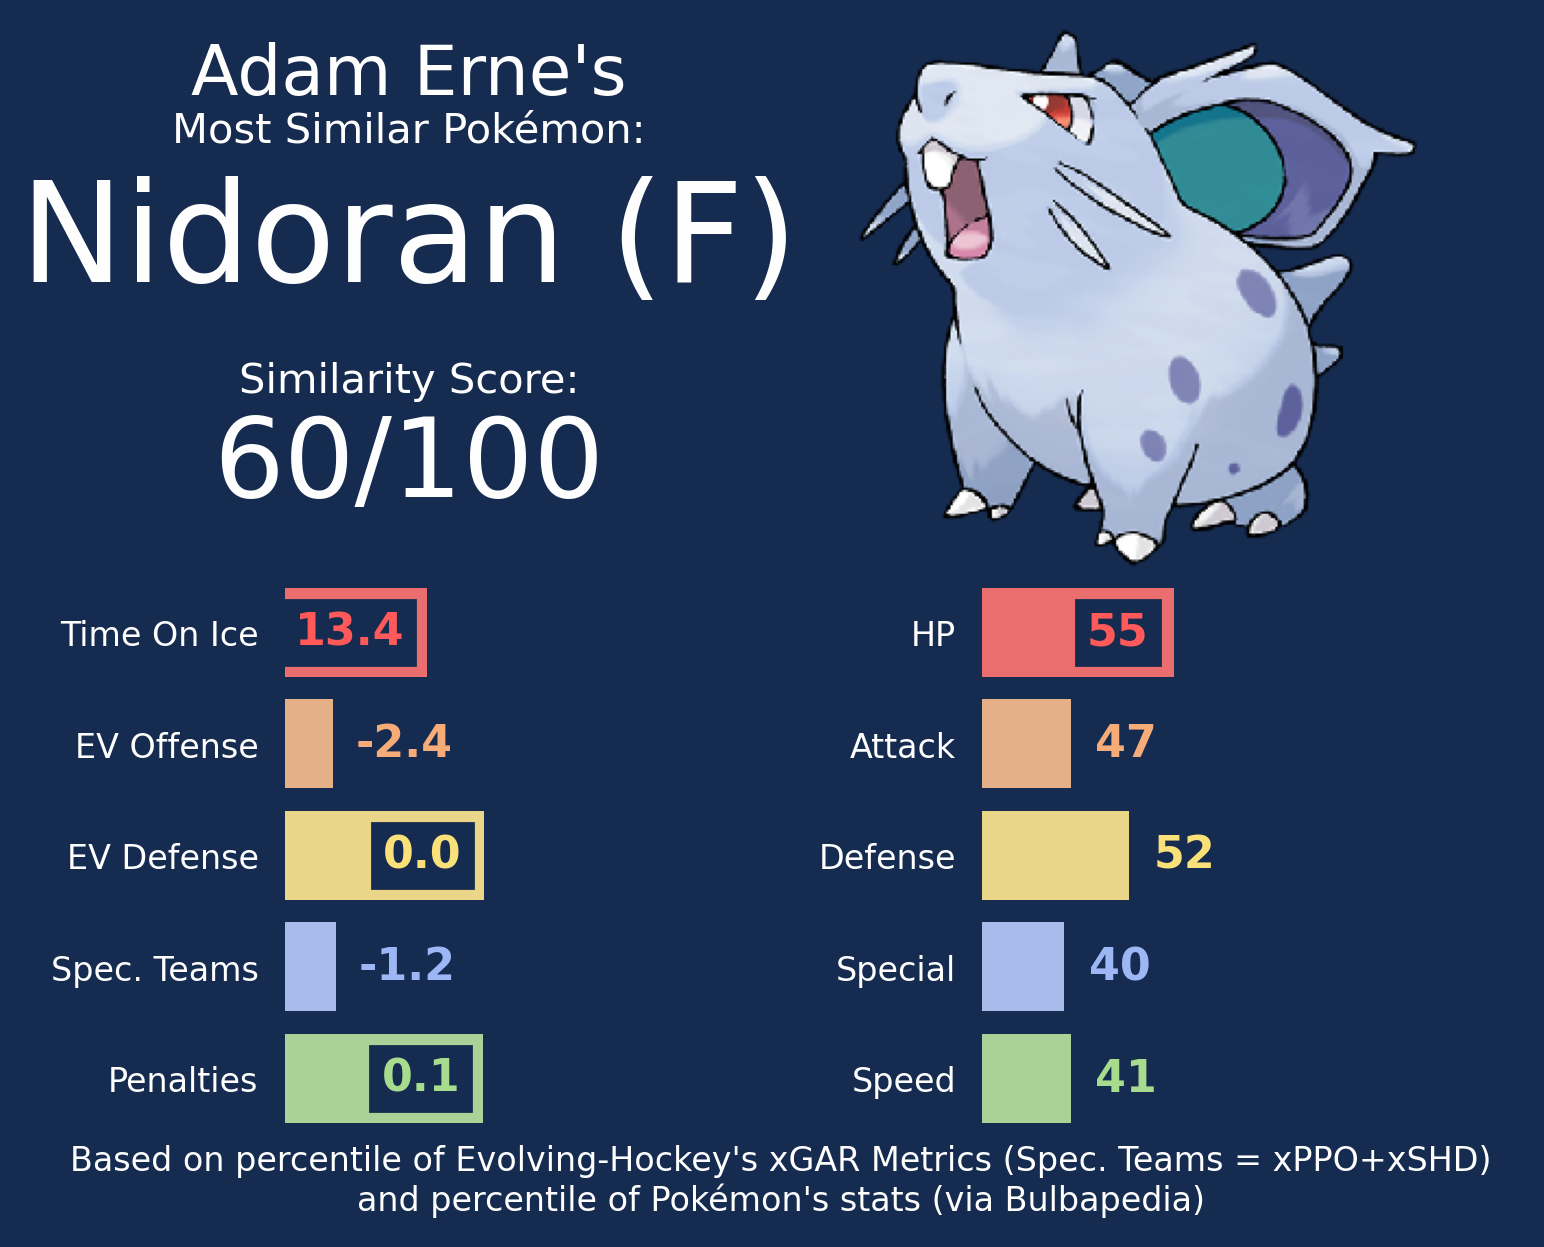 Adam Erne's
Most Similar Pokémon:
Nidoran (F)
Similarity Score:
60/100
Time On Ice 13.4
EV Offense -2.4
EV Defense 0.0
Spec. Teams -1.2
Penalties 0.1
HP 55
Attack 47
Defense 52
Special 40
Speed 41
Based on percentile of Evolving-Hockey's xGAR Metrics (Spec. Teams = xPPO+xSHD)
and percentile of Pokémon's stats (via Bulbapedia)